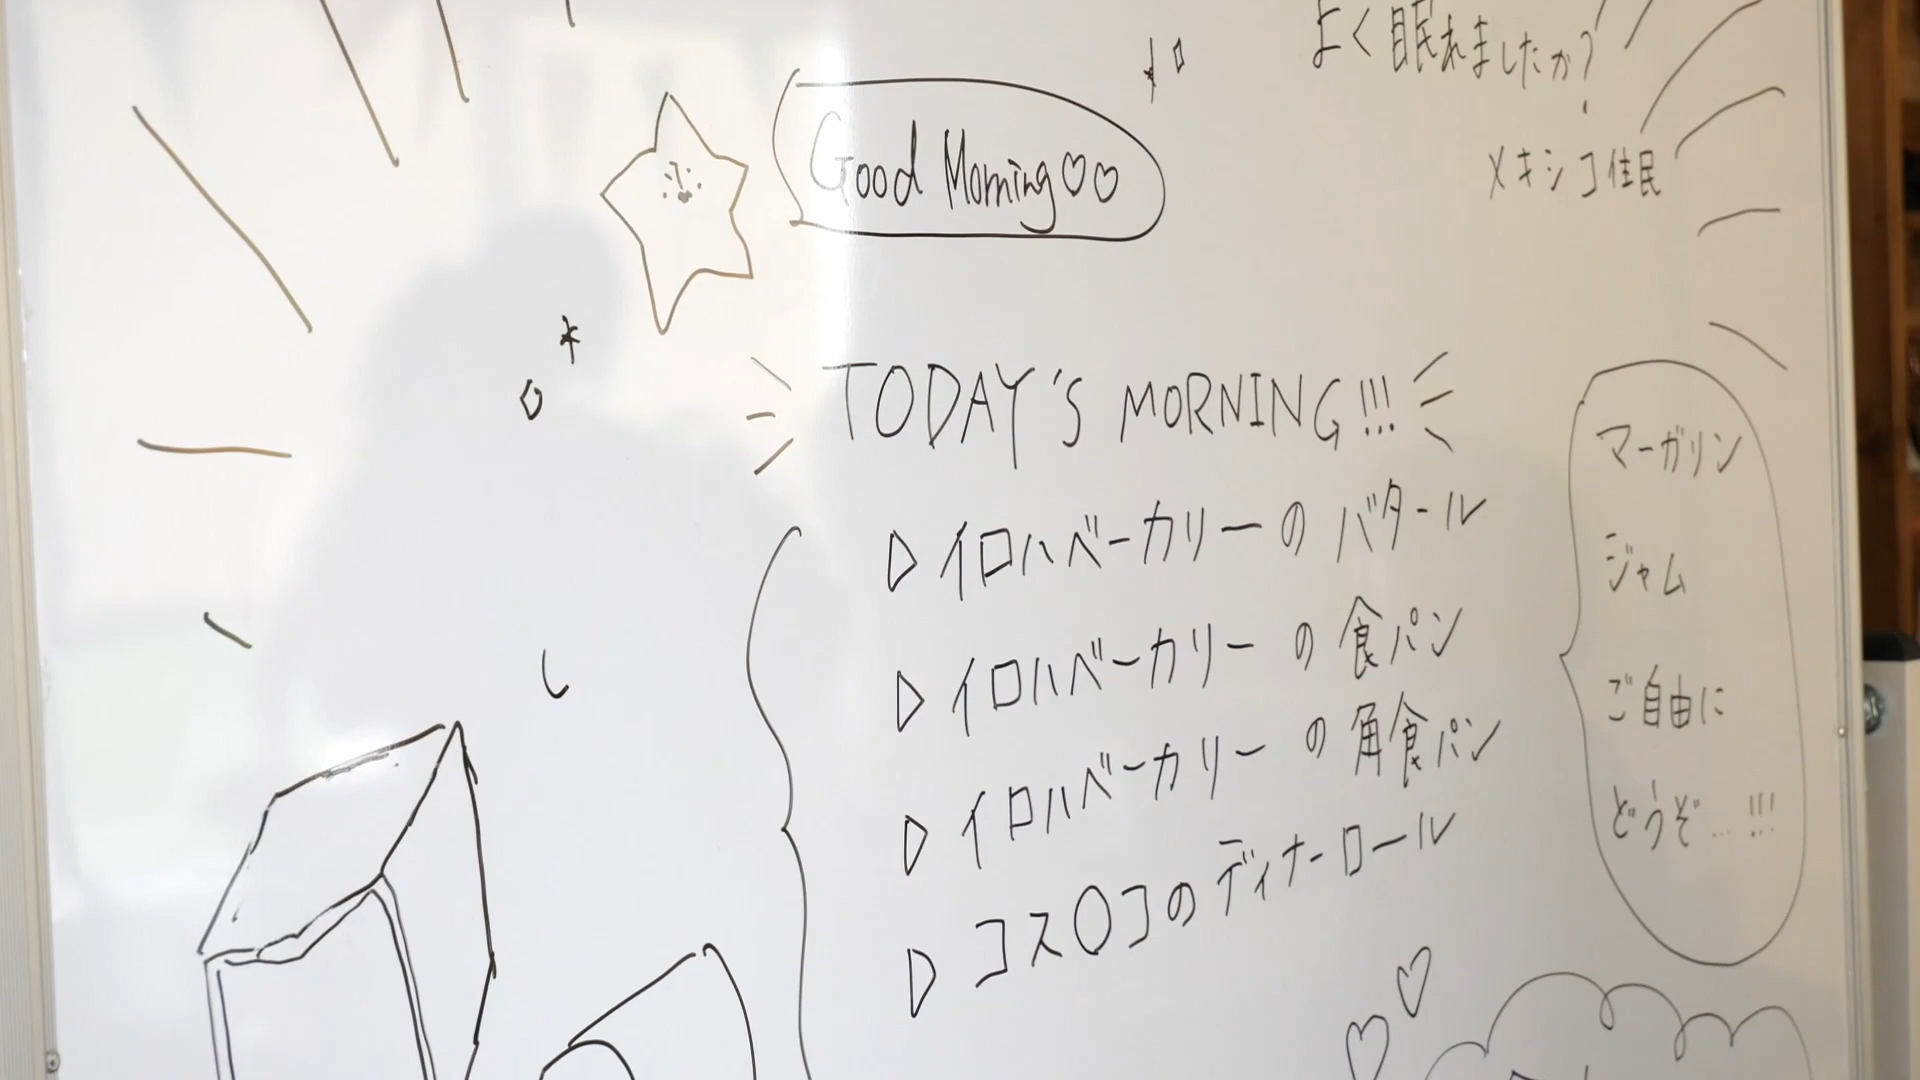 よく眠れましたか?
メキシコ住民
Good Morning♡♡
TODAY'S MORNING!!!
▷イロハベーカリーの バタール
▷イロハベーカリー の 食パン
▷イロハベーカリー の 角食パン
▷コス〇コのディナーロール
マーガリン
ジャム
ご自由に
どうぞ...!!!